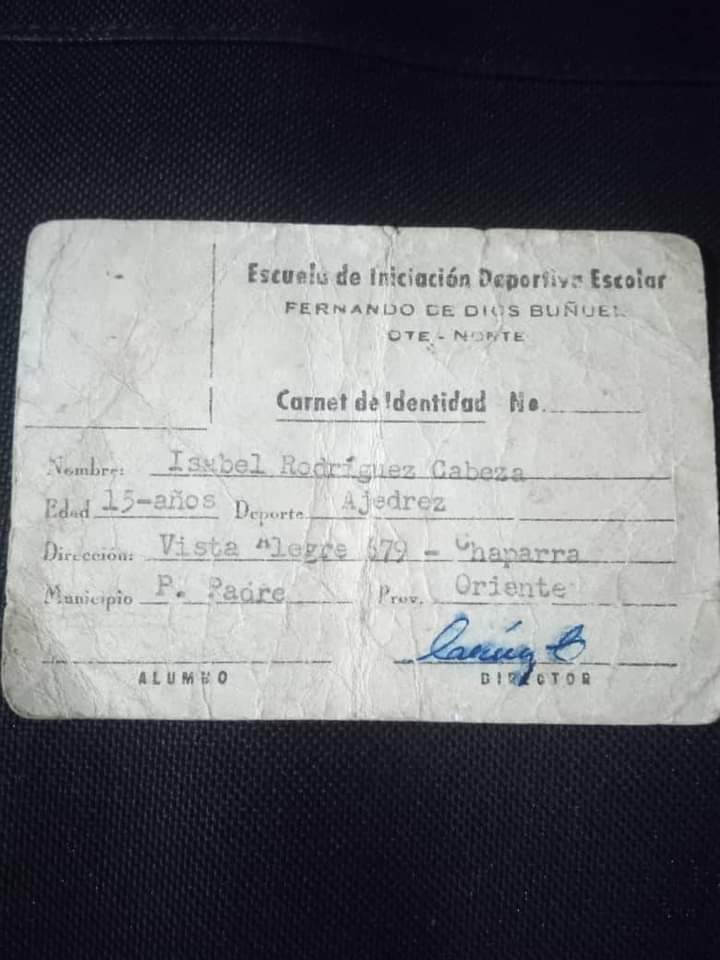 Escuela de Iniciación Deportiva Escolar
FERNANDO DE DIOS BUÑUEL
OTE - NORTE
Carnet de Identidad No.
Nombre: Isabel Rodríguez Cabeza
Edad 15-años Deporte Ajedrez
Dirección: Vista Alegre 679 - Chaparra
Municipio P. Padre Prov. Oriente
ALUMNO DIRECTOR